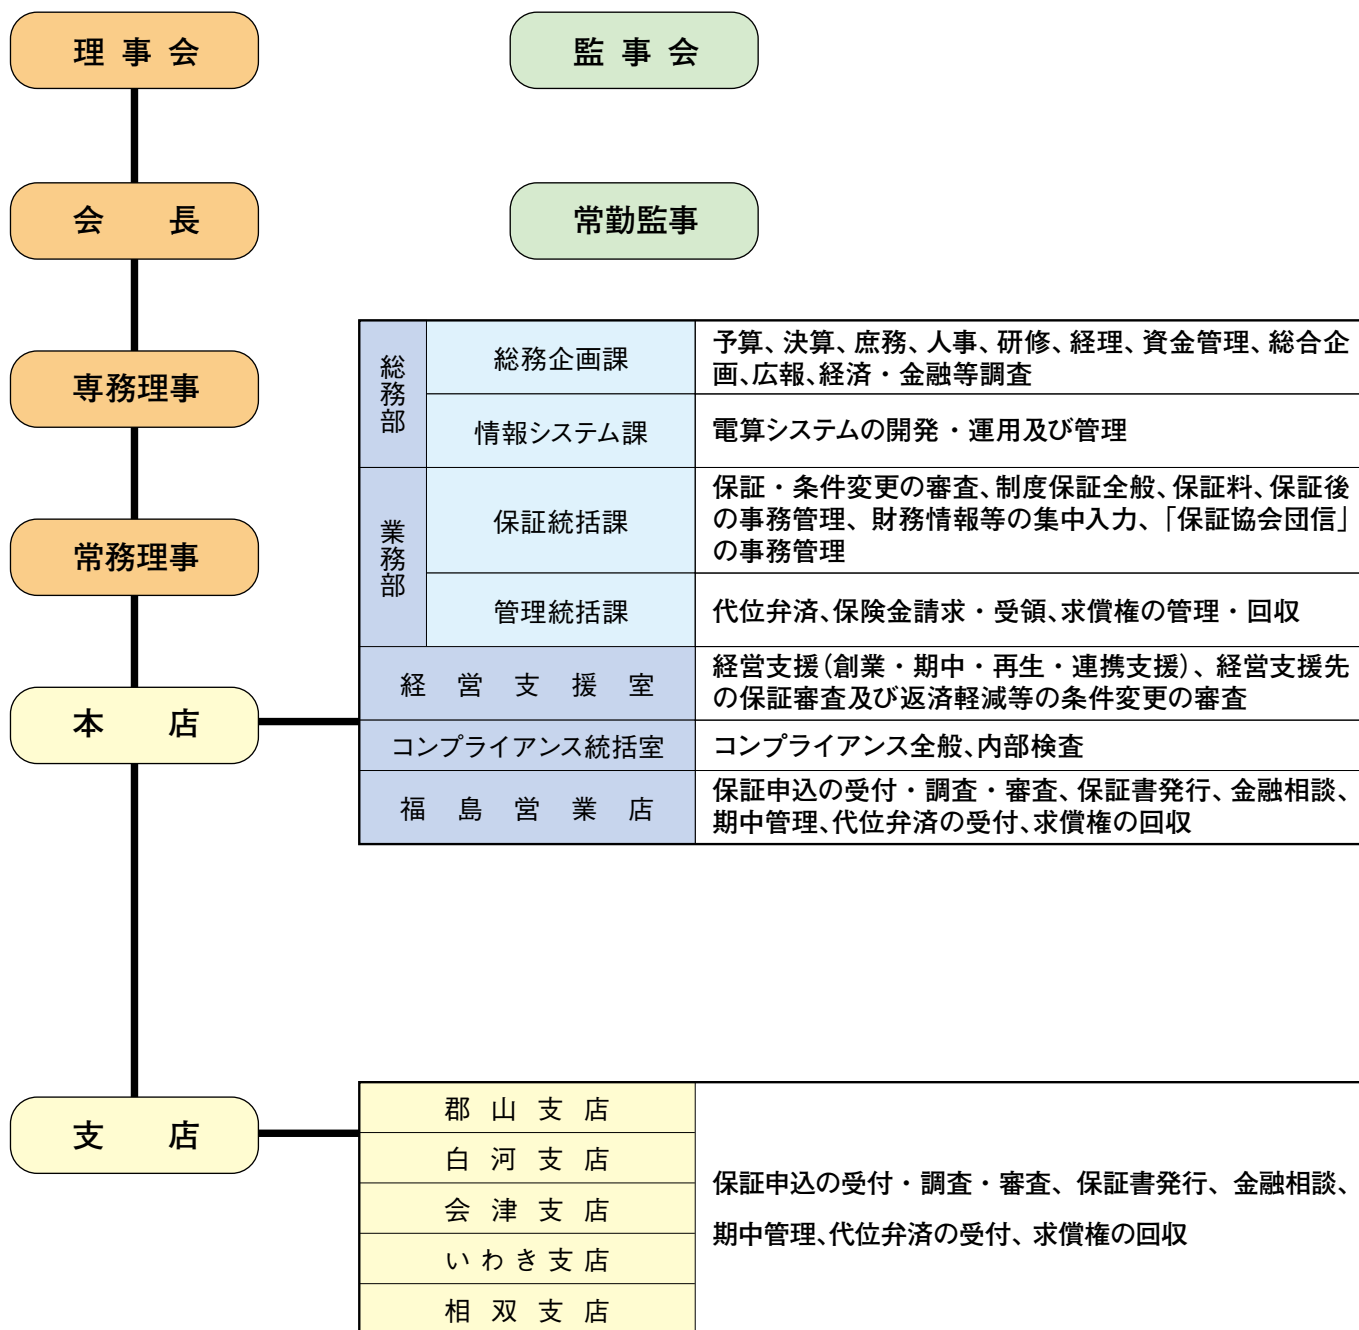 理事会
監事会
会長
常勤監事
専務理事
常務理事
本店
総務部
総務企画課
予算、決算、庶務、人事、研修、経理、資金管理、総合企
画、広報、経済・金融等調査
情報システム課
電算システムの開発・運用及び管理
業務部
保証統括課
保証・条件変更の審査、制度保証全般、保証料、保証後
の事務管理、財務情報等の集中入力、「保証協会団信」
の事務管理
管理統括課
代位弁済、保険金請求・受領、求償権の管理・回収
経営支援室
経営支援(創業・期中・再生・連携支援)、経営支援先
の保証審査及び返済軽減等の条件変更の審査
コンプライアンス統括室
コンプライアンス全般、内部検査
福島営業店
保証申込の受付・調査・審査、保証書発行、金融相談、
期中管理、代位弁済の受付、求償権の回収
支店
郡山支店
白河支店
会津支店
いわき支店
相双支店
保証申込の受付・調査・審査、保証書発行、金融相談、
期中管理、代位弁済の受付、求償権の回収